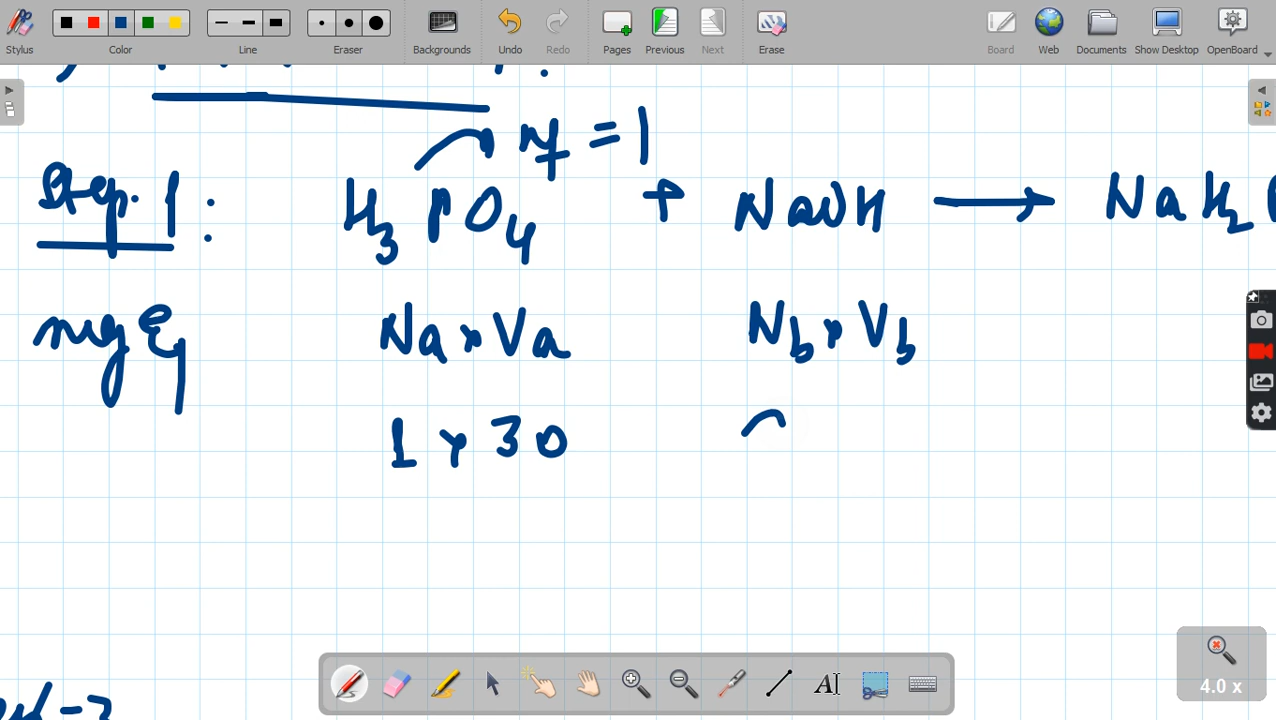 Stylus Color Line Eraser Backgrounds Undo Redo Pages Previous Next Erase Board Web Documents Show Desktop OpenBoard
nf = 1
Step. 1 : H3PO4 + NaOH → NaH2
mgEq Na × Va Nb × Vb
1 × 30
4.0 x